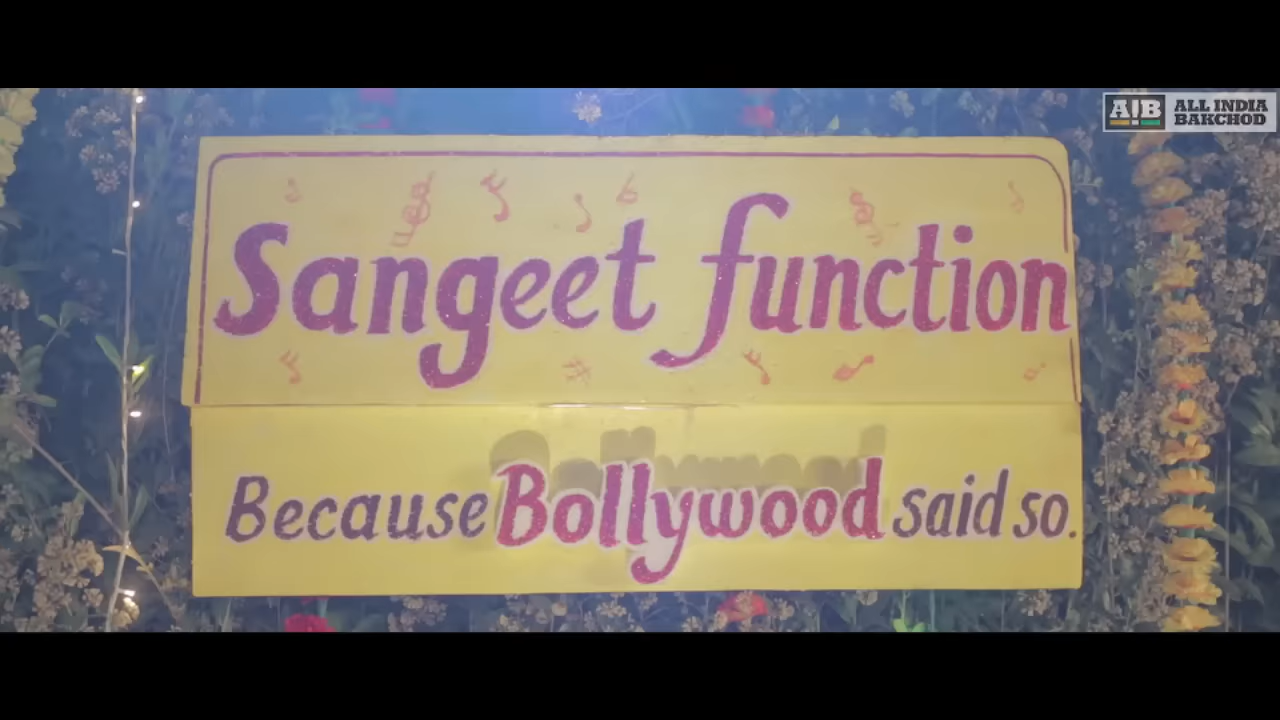 AIB ALL INDIA
BAKCHOD
Sangeet function
Because Bollywood said so.